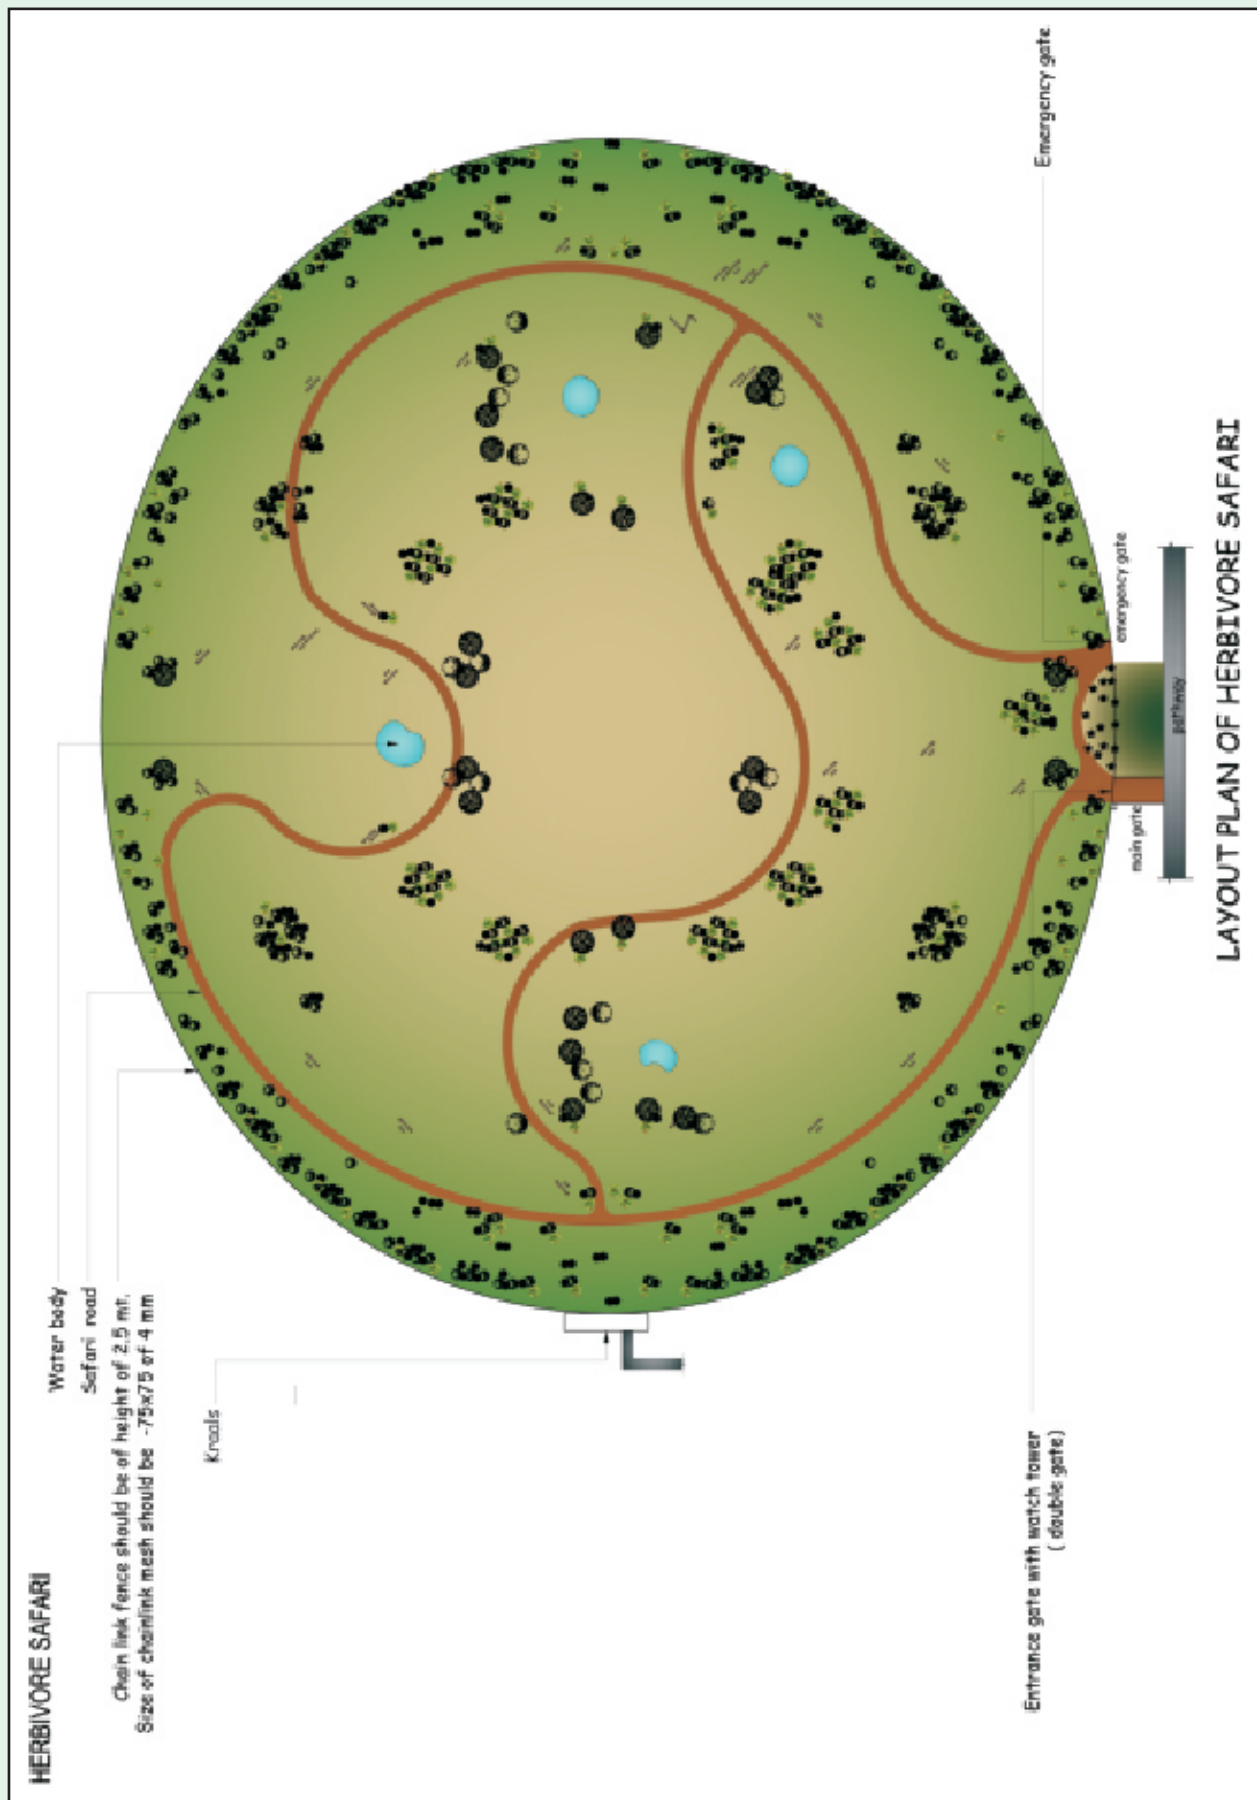 HERBIVORE SAFARI
Water body
Safari road
Chain link fence should be of height of 2.5 mt.
Size of chainlink mesh should be -75x75 of 4 mm
Kraals
Entrance gate with watch tower
( double gate)
main gate
pathway
emergency gate
Emergency gate
LAYOUT PLAN OF HERBIVORE SAFARI